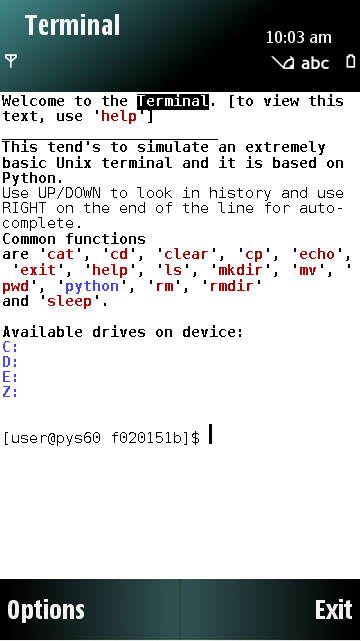 Terminal
10:03 am
abc
Welcome to the Terminal. [to view this
text, use 'help']
This tend's to simulate an extremely
basic Unix terminal and it is based on
Python.
Use UP/DOWN to look in history and use
RIGHT on the end of the line for auto-
complete.
Common functions
are 'cat', 'cd', 'clear', 'cp', 'echo',
'exit', 'help', 'ls', 'mkdir', 'mv', '
pwd', 'python', 'rm', 'rmdir'
and 'sleep'.
Available drives on device:
C:
D:
E:
Z:
[user@pys60 f020151b]$
Options
Exit